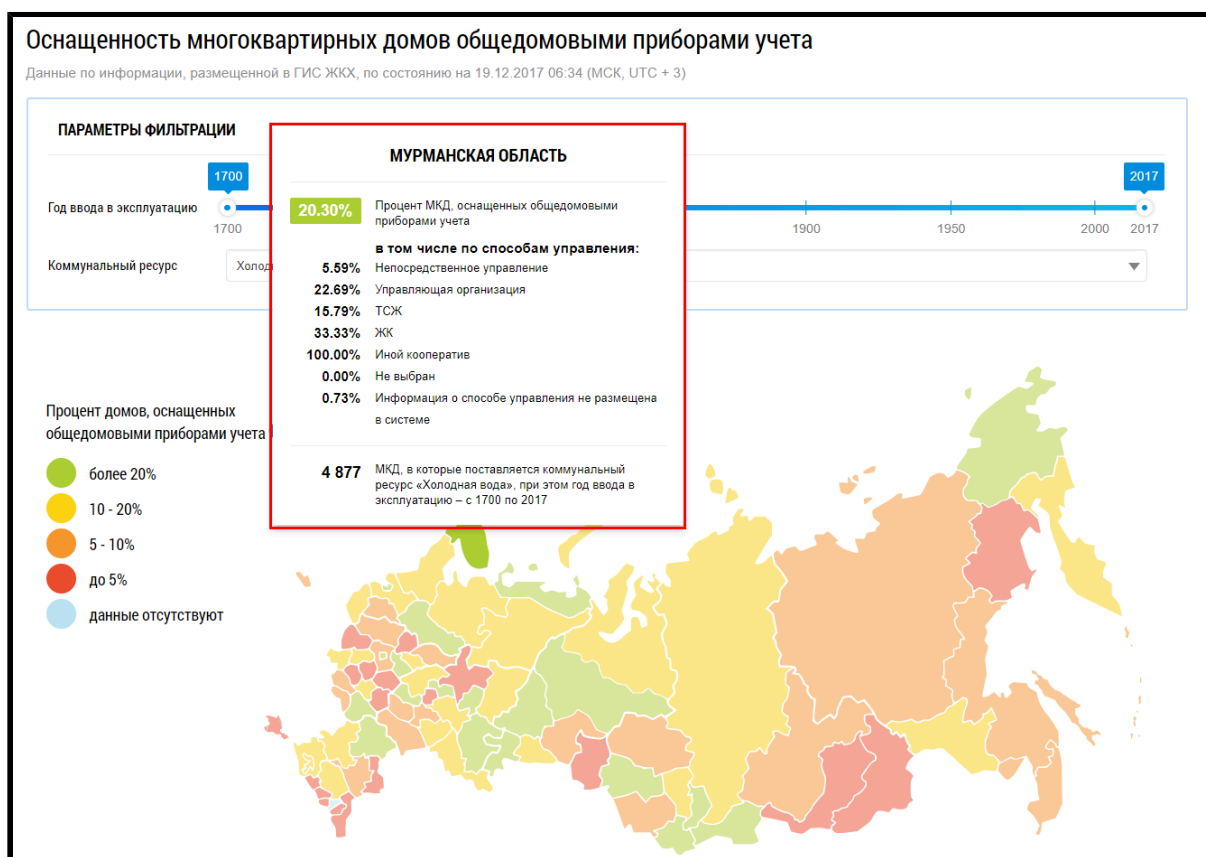 Оснащенность многоквартирных домов общедомовыми приборами учета
Данные по информации, размещенной в ГИС ЖКХ, по состоянию на 19.12.2017 06:34 (МСК, UTC + 3)
ПАРАМЕТРЫ ФИЛЬТРАЦИИ
1700
2017
Год ввода в эксплуатацию
1700
1900
1950
2000
2017
Коммунальный ресурс
МУРМАНСКАЯ ОБЛАСТЬ
20.30% Процент МКД, оснащенных общедомовыми
приборами учета
в том числе по способам управления:
5.59% Непосредственное управление
22.69% Управляющая организация
15.79% ТСЖ
33.33% ЖК
100.00% Иной кооператив
0.00% Не выбран
0.73% Информация о способе управления не размещена
в системе
4 877 МКД, в которые поставляется коммунальный
ресурс «Холодная вода», при этом год ввода в
эксплуатацию – с 1700 по 2017
Процент домов, оснащенных
общедомовыми приборами учета
более 20%
10 - 20%
5 - 10%
до 5%
данные отсутствуют